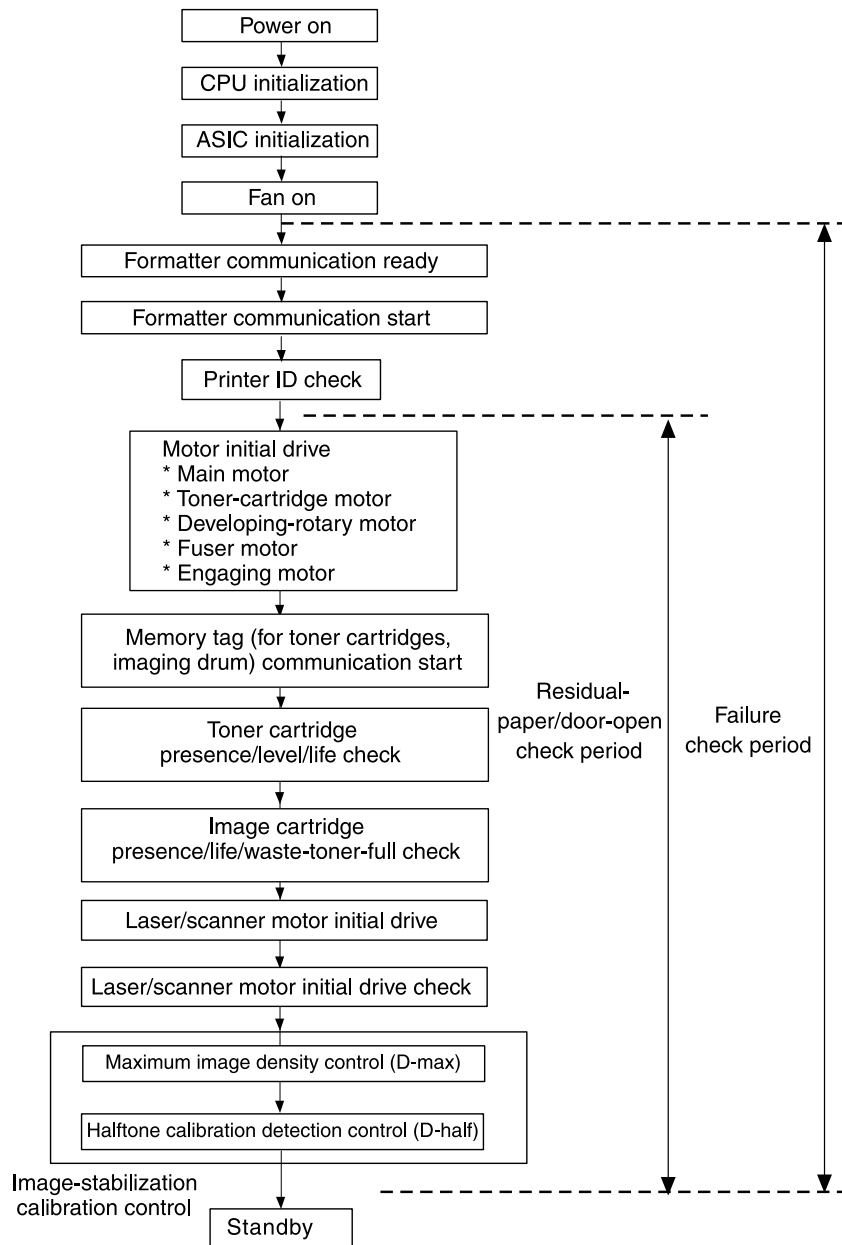 Power on
CPU initialization
ASIC initialization
Fan on
Formatter communication ready
Formatter communication start
Printer ID check
Motor initial drive
* Main motor
* Toner-cartridge motor
* Developing-rotary motor
* Fuser motor
* Engaging motor
Memory tag (for toner cartridges,
imaging drum) communication start
Toner cartridge
presence/level/life check
Image cartridge
presence/life/waste-toner-full check
Laser/scanner motor initial drive
Laser/scanner motor initial drive check
Maximum image density control (D-max)
Halftone calibration detection control (D-half)
Image-stabilization
calibration control
Standby
Residual-
paper/door-open
check period
Failure
check period